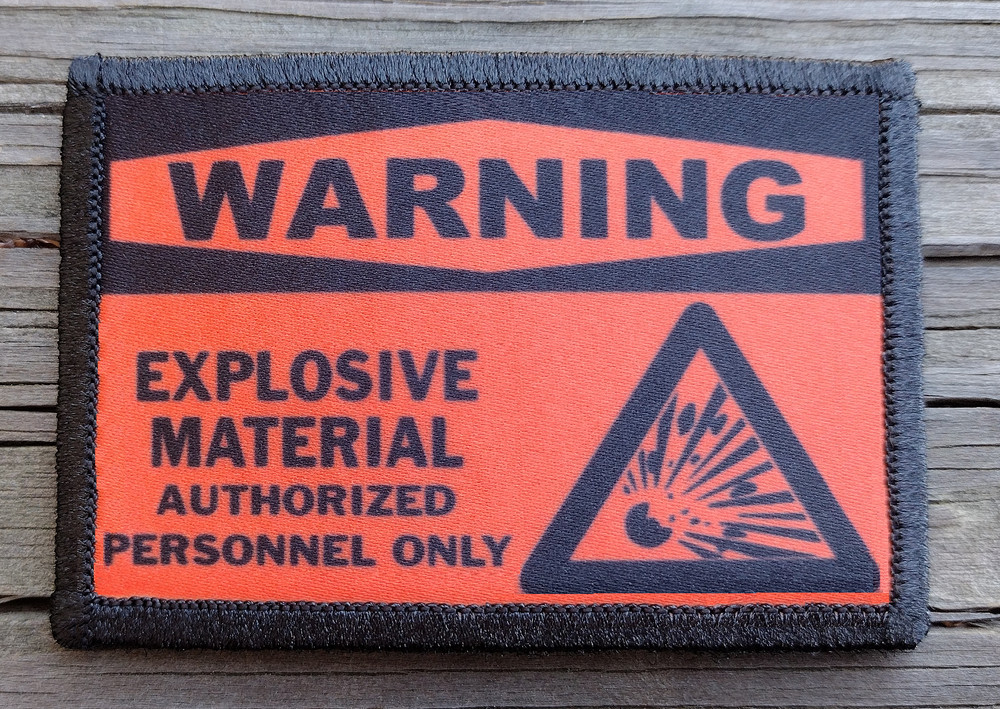 WARNING
EXPLOSIVE
MATERIAL
AUTHORIZED
PERSONNEL ONLY